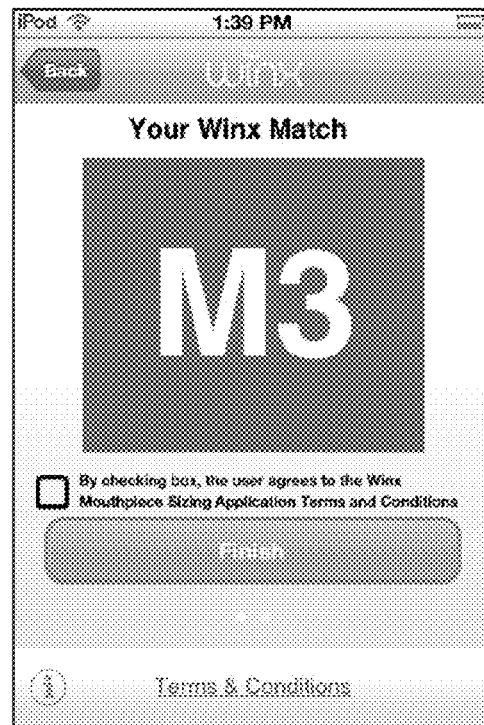 iPod 1:39 PM
Back winx
Your Winx Match
M3
By checking box, the user agrees to the Winx
Mouthpiece Sizing Application Terms and Conditions
Finish
i Terms & Conditions